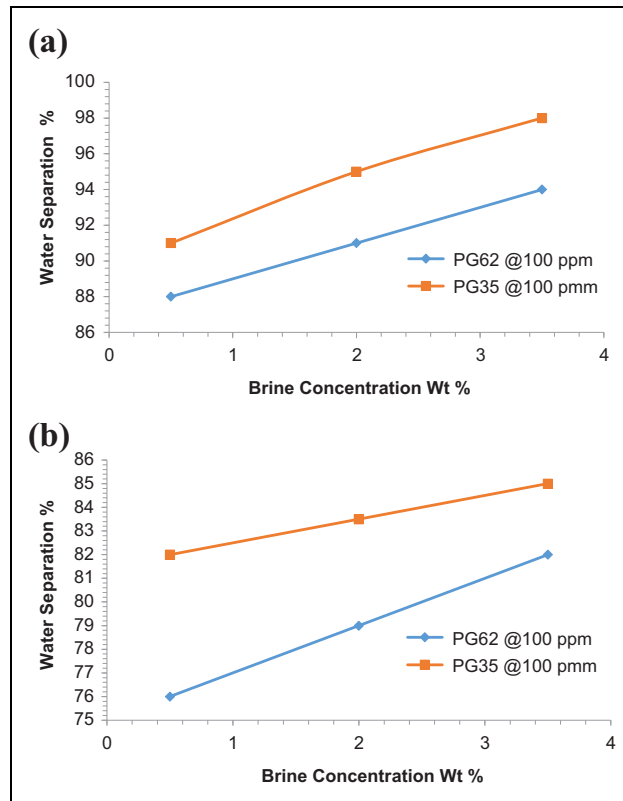 (a)
100
98
96
94
92
90
88
86
Water Separation %
0 1 2 3 4
Brine Concentration Wt %
PG62 @100 ppm
PG35 @100 pmm
(b)
86
85
84
83
82
81
80
79
78
77
76
75
Water Separation %
0 1 2 3 4
Brine Concentration Wt %
PG62 @100 ppm
PG35 @100 pmm